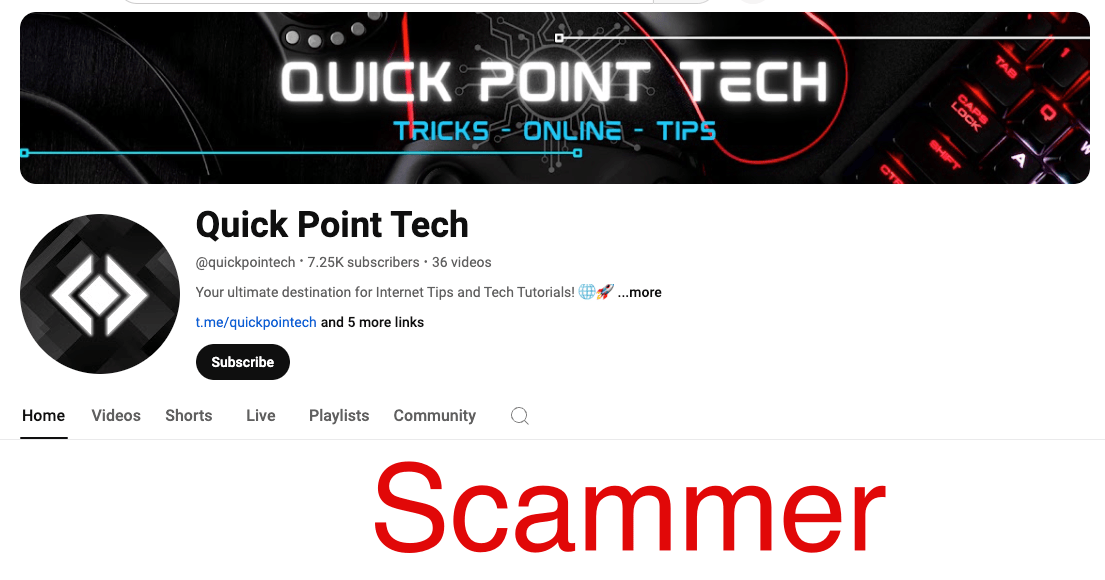 QUICK POINT TECH
TRICKS - ONLINE - TIPS
TAB
1
CAPS
LOCK
Q
SHIFT
A
W
CTR
Quick Point Tech
@quickpointech • 7.25K subscribers • 36 videos
Your ultimate destination for Internet Tips and Tech Tutorials! 🌐🚀 ...more
t.me/quickpointech and 5 more links
Subscribe
Home Videos Shorts Live Playlists Community
Scammer